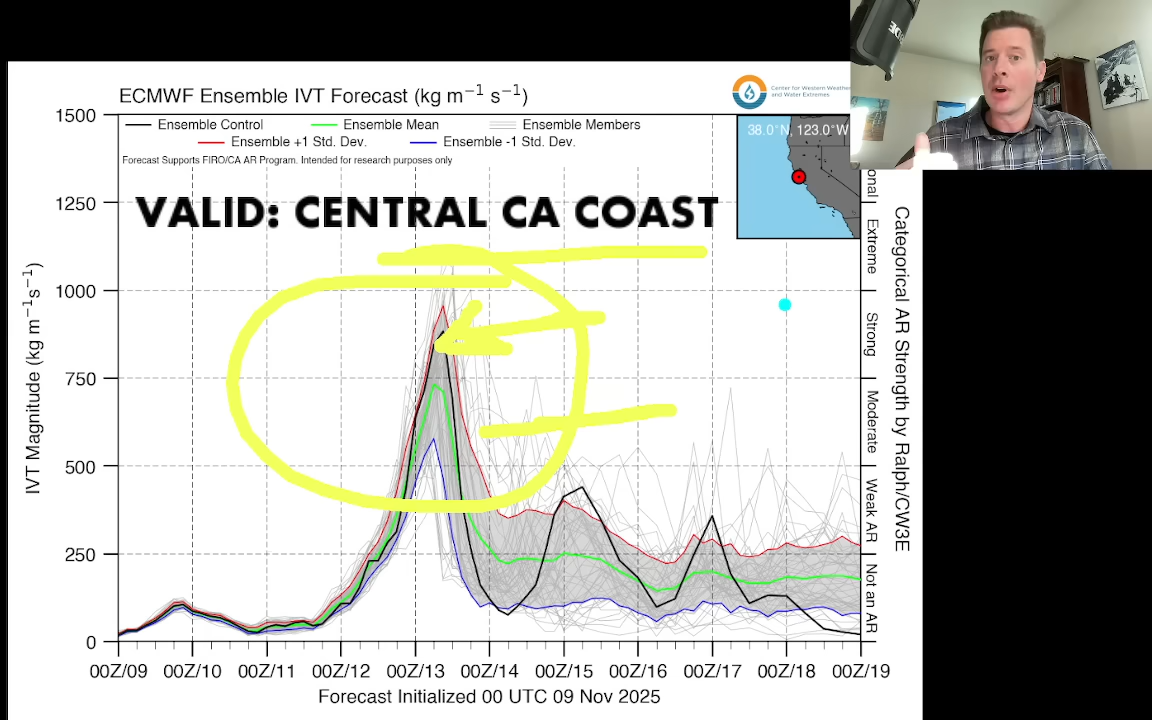 ECMWF Ensemble IVT Forecast (kg m⁻¹ s⁻¹)
Center for Western Weather
and Water Extremes
Ensemble Control Ensemble Mean Ensemble Members
Ensemble +1 Std. Dev. Ensemble -1 Std. Dev.
Forecast Supports FIRO/CA AR Program. Intended for research purposes only
38.0°N, 123.0°W
VALID: CENTRAL CA COAST
1500
1250
1000
750
500
250
0
IVT Magnitude (kg m⁻¹s⁻¹)
onal
Extreme
Strong
Moderate
Weak AR
Not an AR
Categorical AR Strength by Ralph/CW3E
00Z/09 00Z/10 00Z/11 00Z/12 00Z/13 00Z/14 00Z/15 00Z/16 00Z/17 00Z/18 00Z/19
Forecast Initialized 00 UTC 09 Nov 2025